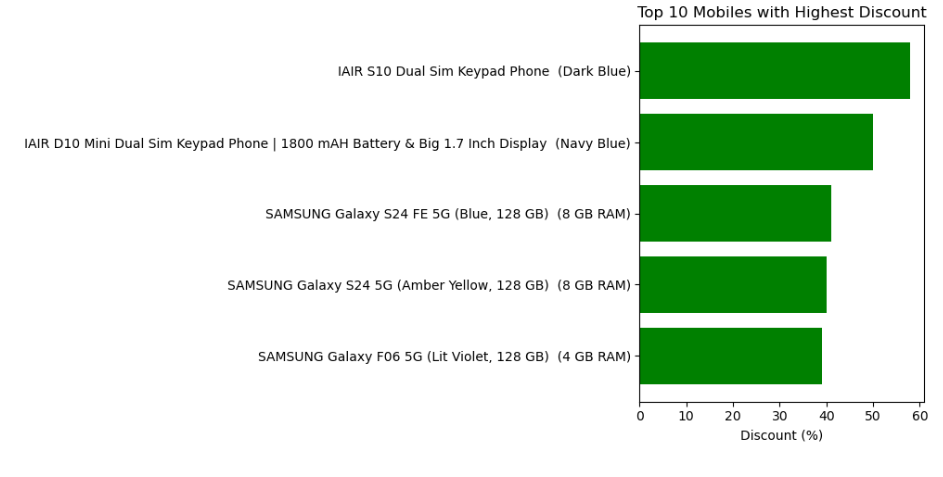 Top 10 Mobiles with Highest Discount
IAIR S10 Dual Sim Keypad Phone  (Dark Blue)
IAIR D10 Mini Dual Sim Keypad Phone | 1800 mAH Battery & Big 1.7 Inch Display  (Navy Blue)
SAMSUNG Galaxy S24 FE 5G (Blue, 128 GB)  (8 GB RAM)
SAMSUNG Galaxy S24 5G (Amber Yellow, 128 GB)  (8 GB RAM)
SAMSUNG Galaxy F06 5G (Lit Violet, 128 GB)  (4 GB RAM)
0 10 20 30 40 50 60
Discount (%)